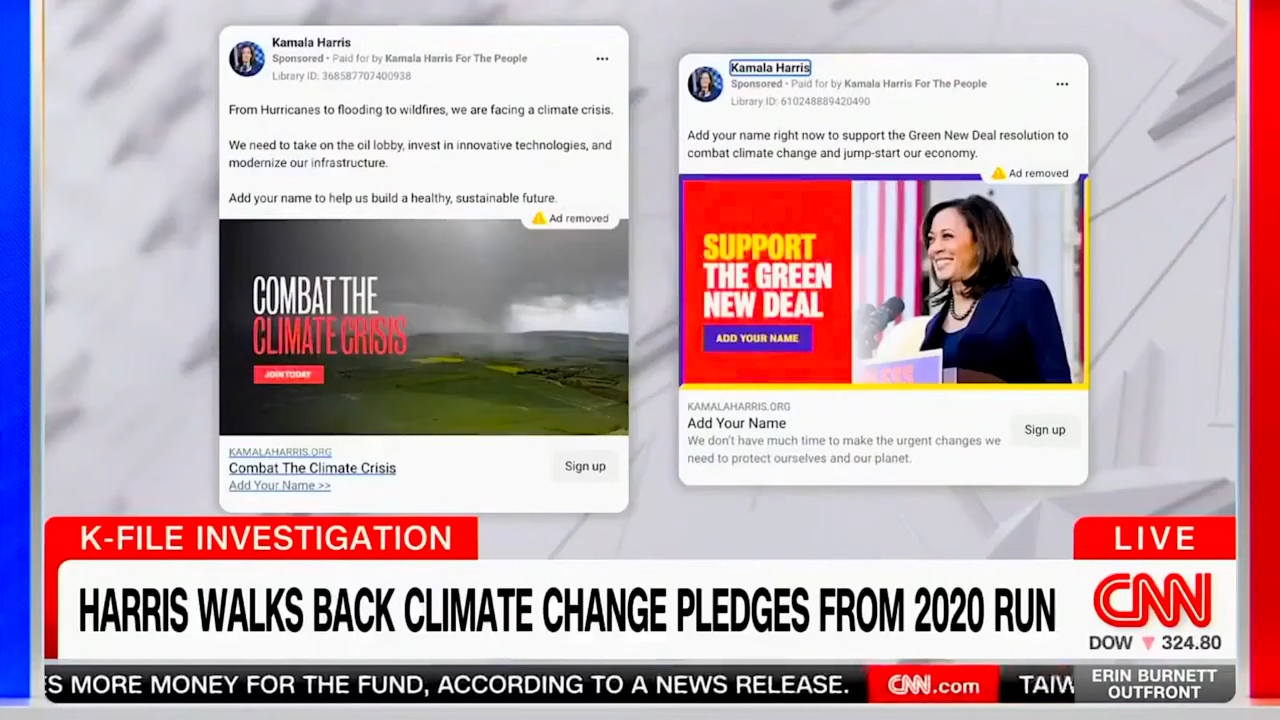 Kamala Harris
Sponsored • Paid for by Kamala Harris For The People
Library ID: 368587707400938
From Hurricanes to flooding to wildfires, we are facing a climate crisis.
We need to take on the oil lobby, invest in innovative technologies, and
modernize our infrastructure.
Add your name to help us build a healthy, sustainable future.
Ad removed
COMBAT THE
CLIMATE CRISIS
JOIN TODAY
KAMALAHARRIS.ORG
Combat The Climate Crisis
Add Your Name >>
Sign up
Kamala Harris
Sponsored • Paid for by Kamala Harris For The People
Library ID: 610248889420490
Add your name right now to support the Green New Deal resolution to
combat climate change and jump-start our economy.
Ad removed
SUPPORT
THE GREEN
NEW DEAL
ADD YOUR NAME
KAMALAHARRIS.ORG
Add Your Name
We don't have much time to make the urgent changes we
need to protect ourselves and our planet.
Sign up
K-FILE INVESTIGATION
LIVE
HARRIS WALKS BACK CLIMATE CHANGE PLEDGES FROM 2020 RUN
CNN
DOW ▼ 324.80
S MORE MONEY FOR THE FUND, ACCORDING TO A NEWS RELEASE.
CNN.com
TAIW
ERIN BURNETT
OUTFRONT